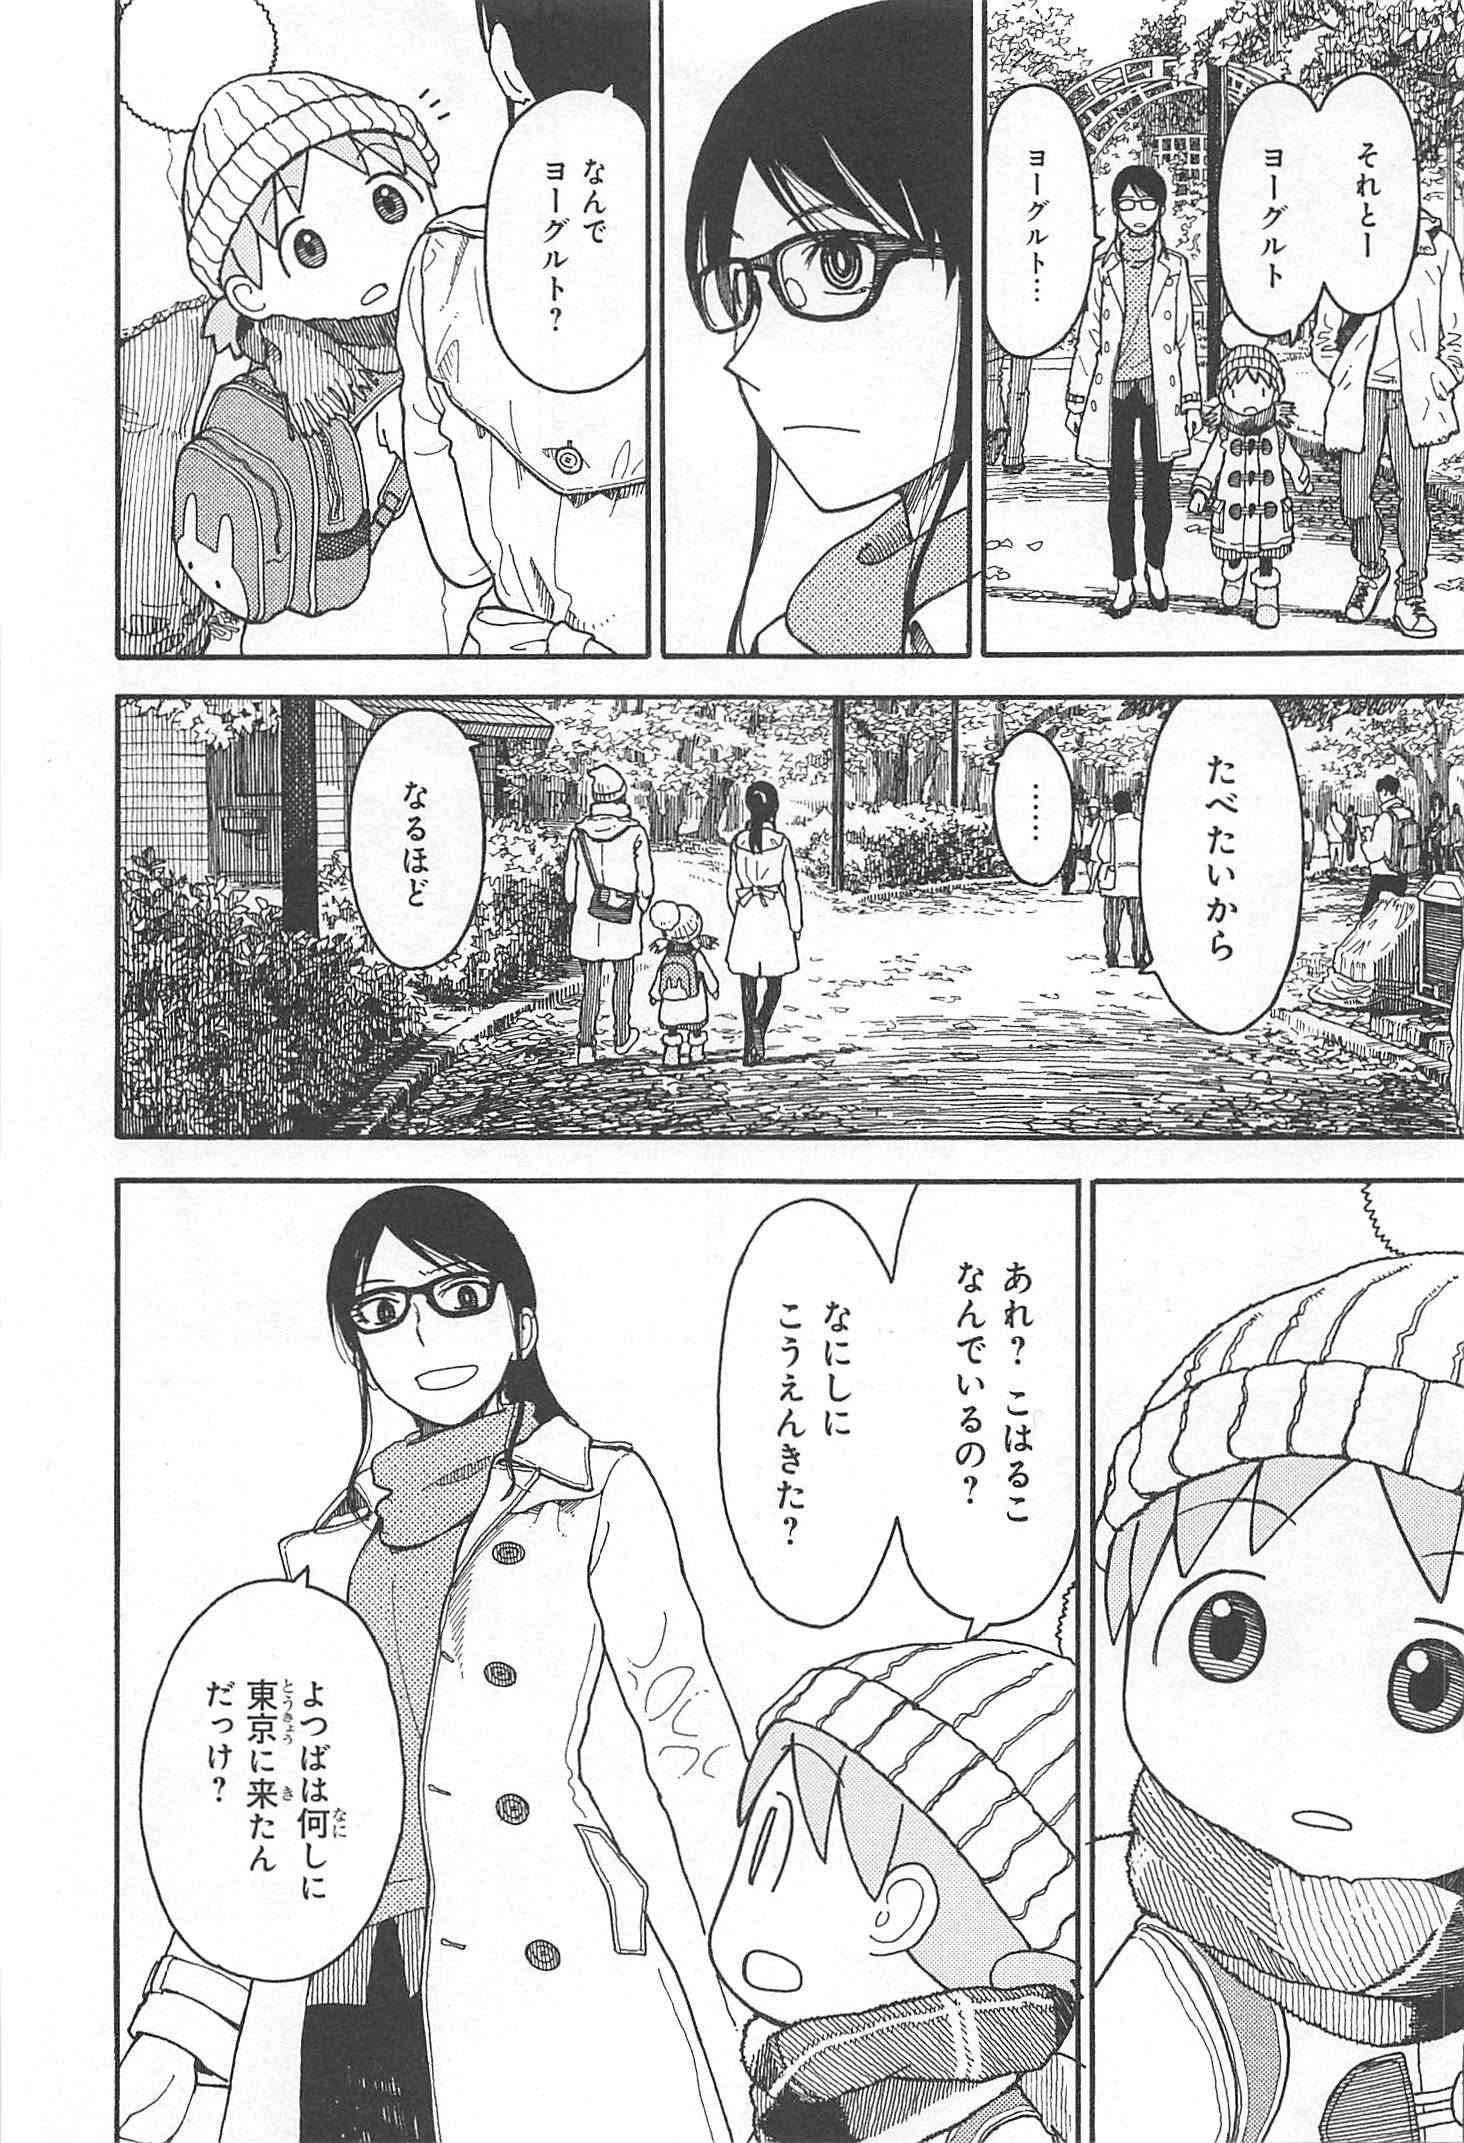 それとー
ヨーグルト
ヨーグルト…
なんで
ヨーグルト？
たべたいから
……
なるほど
あれ？こはるこ
なんでいるの？
なにしに
こうえんきた？
よつばは何しに
東京に来たん
だっけ？